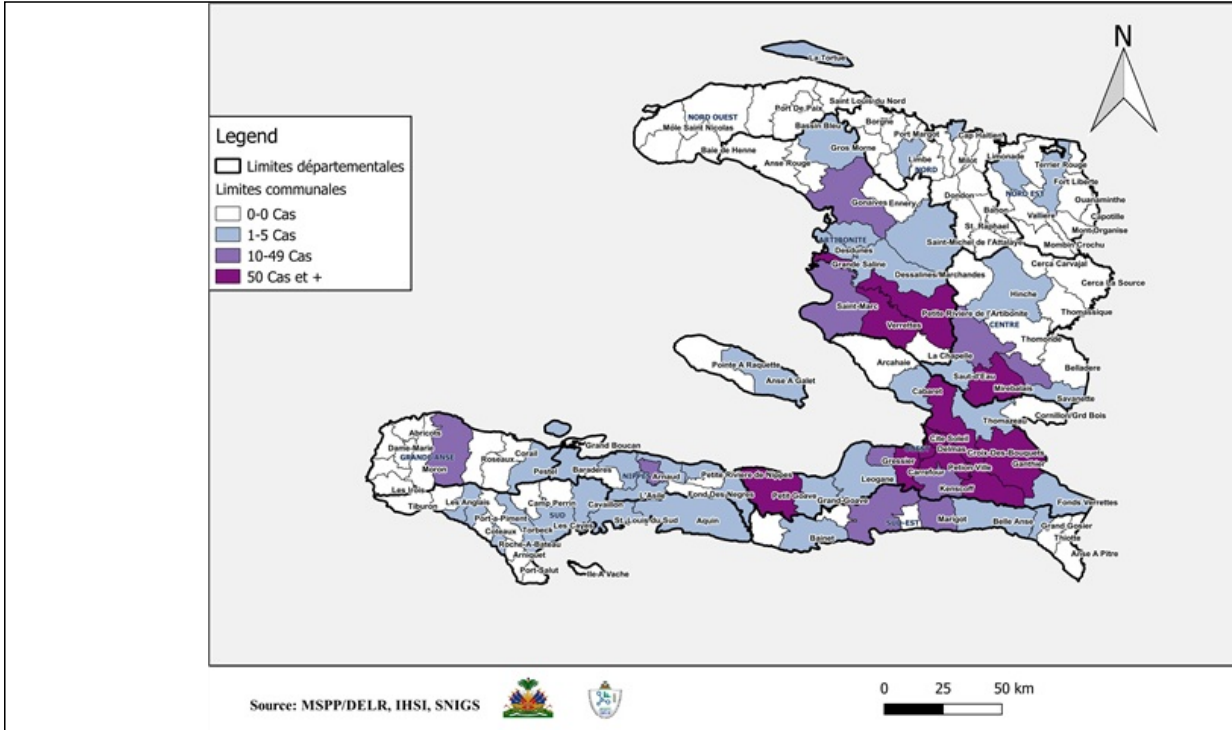 N
Legend
Limites départementales
Limites communales
0-0 Cas
1-5 Cas
10-49 Cas
50 Cas et +
La Tortue
Saint Louis du Nord
Port De Paix
NORD OUEST
Bassin Bleu
Borgne
Môle Saint Nicolas
Port Margot
Cap Haïtien
Baie de Henne
Gros Morne
Anse Rouge
Limbe
NORD
Milot
Limonade
Terrier Rouge
Fort Liberte
NORD EST
Ouanaminthe
Gonaives
Ennery
Dondon
Bahon
Valliere
Capotille
Mont-Organise
St. Raphael
Mombin Crochu
ARTIBONITE
Desdunes
Saint-Michel de l'Attalaye
Cerca Carvajal
Grande Saline
Dessalines/Marchandes
Cerca La Source
Hinche
Saint-Marc
Petite Riviere de l'Artibonite
Thomassique
Verrettes
CENTRE
Thomonde
Arcahaie
La Chapelle
Belladere
Pointe A Raquette
Anse A Galet
Saut-d'Eau
Mirebalais
Cabaret
Savanette
Thomazeau
Cornillon/Grd Bois
Abricots
Dame-Marie
GRANDE ANSE
Moron
Les Irois
Tiburon
Roseaux
Corail
Pestel
Grand Boucan
Baradères
NIPPES
Arnaud
Petite Riviere de Nippes
L'Asile
Fond Des Negres
Petit Goave
Grand Goave
Leogane
Gressier
Carrefour
Cite Soleil
Delmas
Croix-Des-Bouquets
Petion Ville
Ganthier
Kenscoff
Fonds Verrettes
Les Anglais
Camp Perrin
Cavaillon
SUD
Port-a-Piment
Torbeck
Les Cayes
St. Louis du Sud
Aquin
Coteaux
Roche-A-Bateau
Arniquet
Port-Salut
Ile A Vache
Bainet
SUD-EST
Marigot
Belle Anse
Grand Gosier
Thiotte
Anse A Pitre
Source: MSPP/DELR, IHSI, SNIGS
0 25 50 km